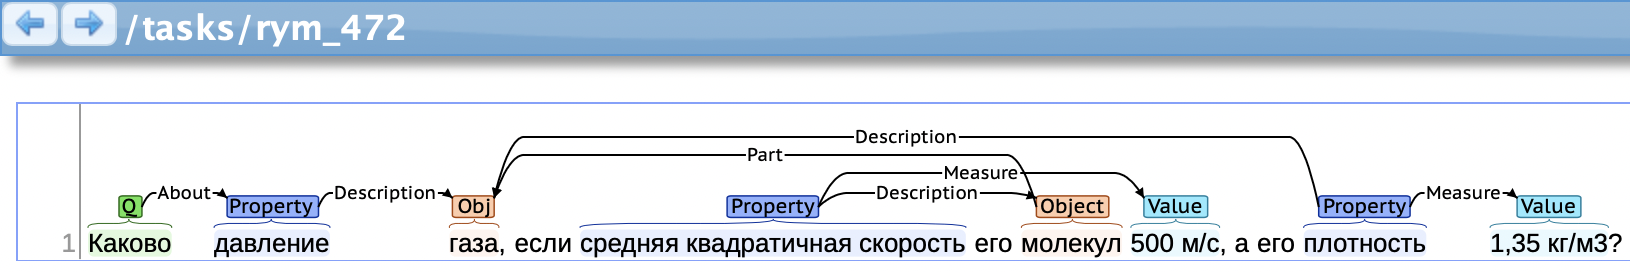 /tasks/rym_472
Description
Part
Measure
About Description Description Measure
Q Property Obj Property Object Value Property Value
1 Каково давление газа, если средняя квадратичная скорость его молекул 500 м/с, а его плотность 1,35 кг/м3?